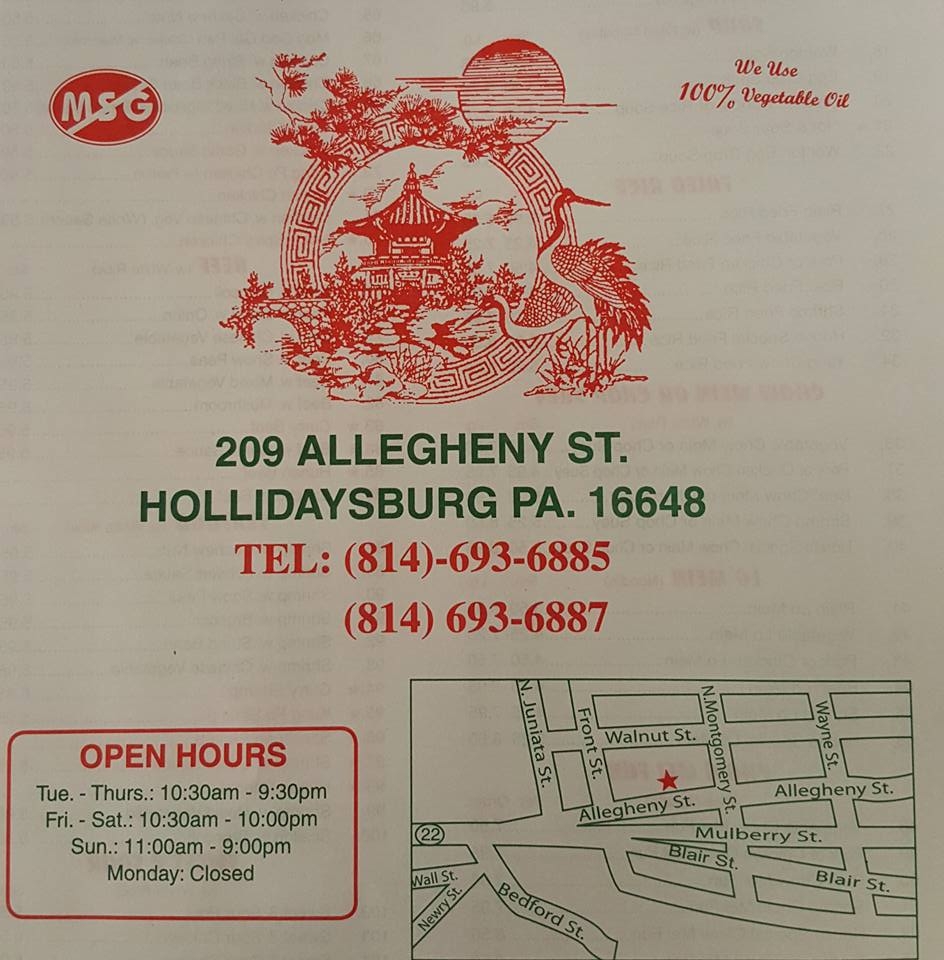 MSG
We Use
100% Vegetable Oil
209 ALLEGHENY ST.
HOLLIDAYSBURG PA. 16648
TEL: (814)-693-6885
(814) 693-6887
OPEN HOURS
Tue. - Thurs.: 10:30am - 9:30pm
Fri. - Sat.: 10:30am - 10:00pm
Sun.: 11:00am - 9:00pm
Monday: Closed
N. Juniata St.
Front St.
Walnut St.
N.Montgomery St.
Wayne St.
Allegheny St.
Allegheny St.
22
Mulberry St.
Blair St.
Blair St.
Wall St.
Newry St.
Bedford St.